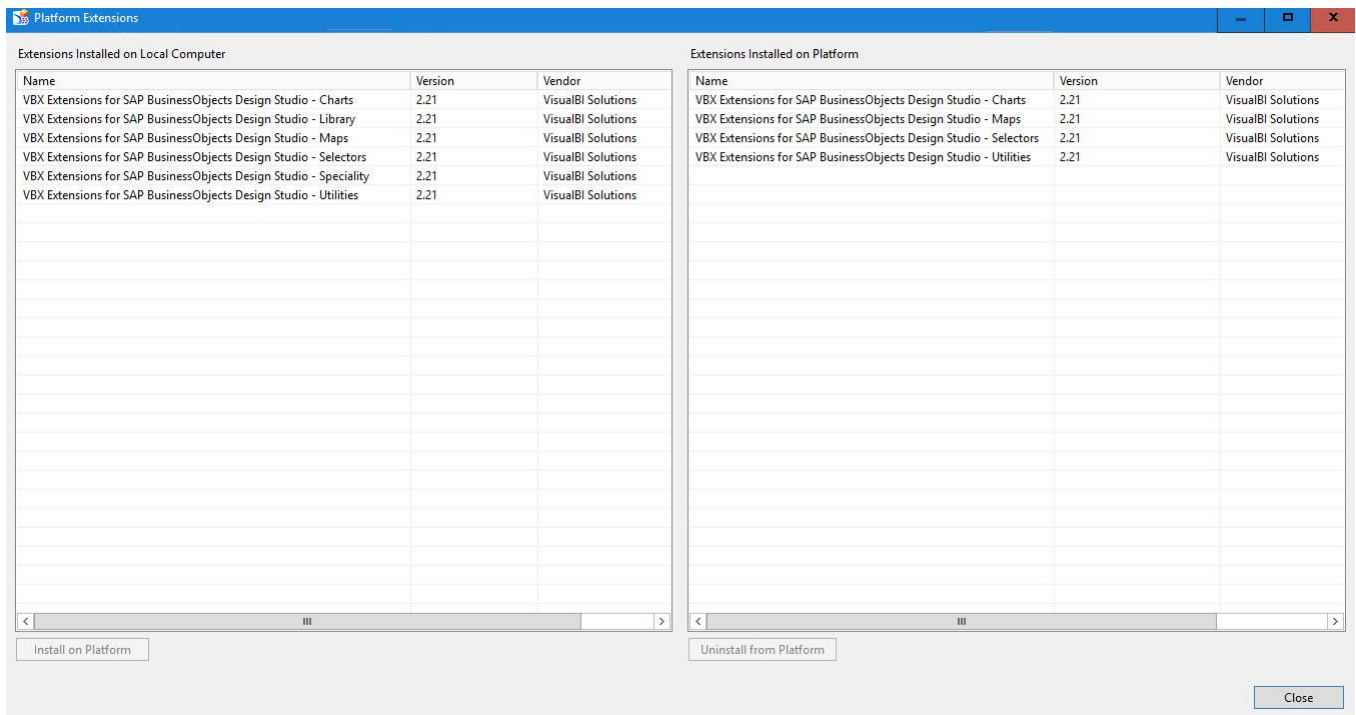 Platform Extensions
Extensions Installed on Local Computer
Name Version Vendor
VBX Extensions for SAP BusinessObjects Design Studio - Charts 2.21 VisualBI Solutions
VBX Extensions for SAP BusinessObjects Design Studio - Library 2.21 VisualBI Solutions
VBX Extensions for SAP BusinessObjects Design Studio - Maps 2.21 VisualBI Solutions
VBX Extensions for SAP BusinessObjects Design Studio - Selectors 2.21 VisualBI Solutions
VBX Extensions for SAP BusinessObjects Design Studio - Speciality 2.21 VisualBI Solutions
VBX Extensions for SAP BusinessObjects Design Studio - Utilities 2.21 VisualBI Solutions
Install on Platform
Extensions Installed on Platform
Name Version Vendor
VBX Extensions for SAP BusinessObjects Design Studio - Charts 2.21 VisualBI Solutions
VBX Extensions for SAP BusinessObjects Design Studio - Maps 2.21 VisualBI Solutions
VBX Extensions for SAP BusinessObjects Design Studio - Selectors 2.21 VisualBI Solutions
VBX Extensions for SAP BusinessObjects Design Studio - Utilities 2.21 VisualBI Solutions
Uninstall from Platform
Close